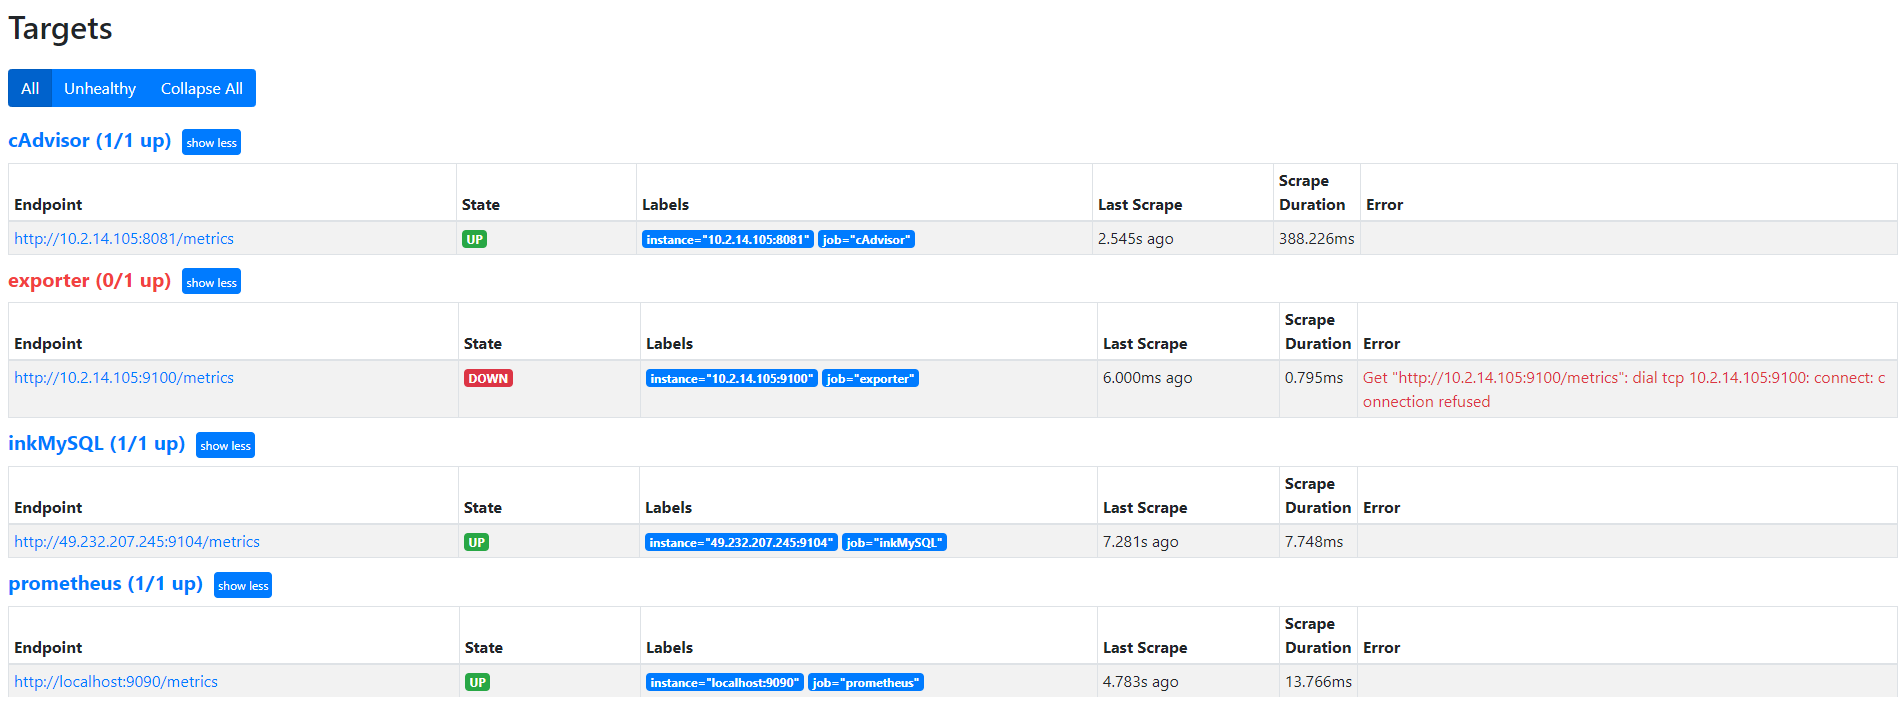 Targets
All Unhealthy Collapse All
cAdvisor (1/1 up) show less
Endpoint State Labels Last Scrape Scrape Duration Error
http://10.2.14.105:8081/metrics UP instance="10.2.14.105:8081" job="cAdvisor" 2.545s ago 388.226ms
exporter (0/1 up) show less
Endpoint State Labels Last Scrape Scrape Duration Error
http://10.2.14.105:9100/metrics DOWN instance="10.2.14.105:9100" job="exporter" 6.000ms ago 0.795ms Get "http://10.2.14.105:9100/metrics": dial tcp 10.2.14.105:9100: connect: c
onnection refused
inkMySQL (1/1 up) show less
Endpoint State Labels Last Scrape Scrape Duration Error
http://49.232.207.245:9104/metrics UP instance="49.232.207.245:9104" job="inkMySQL" 7.281s ago 7.748ms
prometheus (1/1 up) show less
Endpoint State Labels Last Scrape Scrape Duration Error
http://localhost:9090/metrics UP instance="localhost:9090" job="prometheus" 4.783s ago 13.766ms